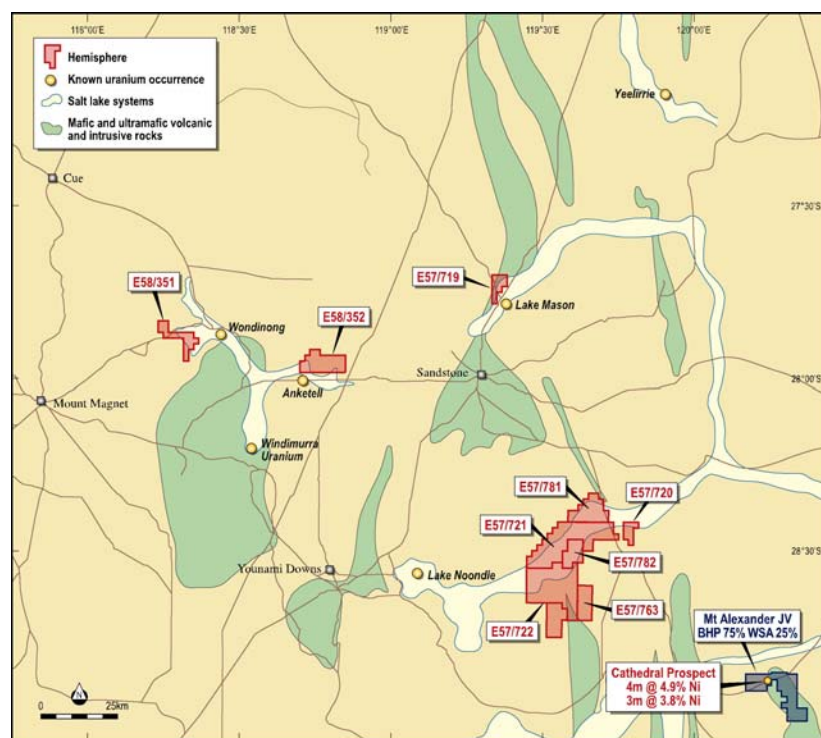 118°00'E
118°30'E
119°00'E
119°30'E
120°00'E
Hemisphere
Known uranium occurrence
Salt lake systems
Mafic and ultramafic volcanic
and intrusive rocks
Yeelirrie
Cue
27°30'S
E58/351
E57/719
Lake Mason
Wondinong
E58/352
Sandstone
28°00'S
Anketell
Mount Magnet
Windimurra
Uranium
E57/781
E57/720
E57/721
28°30'S
Younami Downs
Lake Noondie
E57/782
E57/763
E57/722
Mt Alexander JV
BHP 75% WSA 25%
Cathedral Prospect
4m @ 4.9% Ni
3m @ 3.8% Ni
N
0
25km